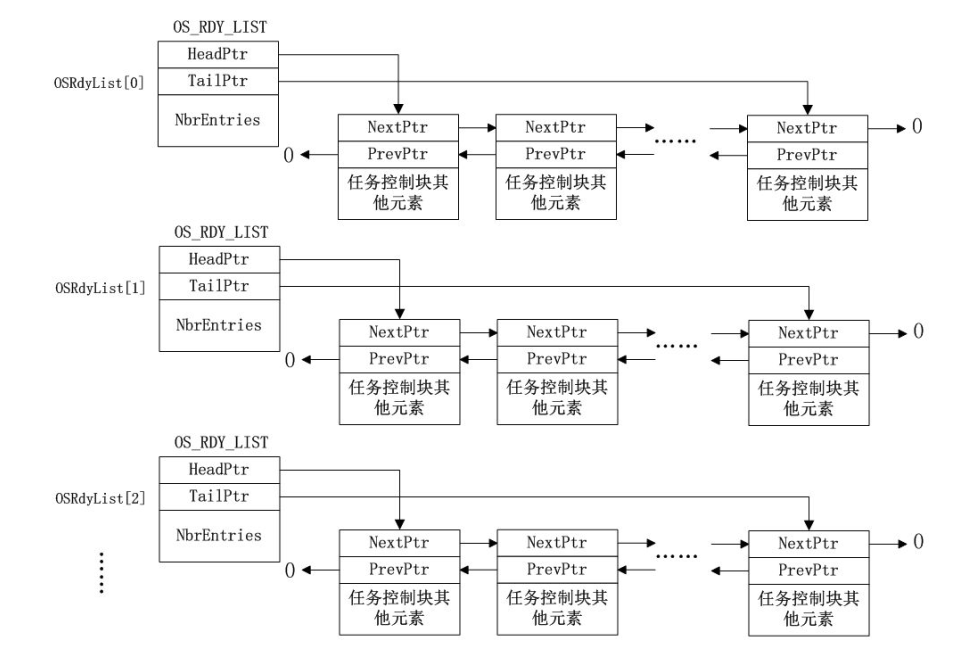 OS_RDY_LIST
HeadPtr
OSRdyList[0]
TailPtr
NbrEntries
NextPtr
NextPtr
……
NextPtr
0
0
PrevPtr
PrevPtr
PrevPtr
任务控制块其
他元素
任务控制块其
他元素
任务控制块其
他元素
OS_RDY_LIST
HeadPtr
OSRdyList[1]
TailPtr
NbrEntries
NextPtr
NextPtr
……
NextPtr
0
0
PrevPtr
PrevPtr
PrevPtr
任务控制块其
他元素
任务控制块其
他元素
任务控制块其
他元素
OS_RDY_LIST
HeadPtr
OSRdyList[2]
TailPtr
NbrEntries
NextPtr
NextPtr
……
NextPtr
0
0
PrevPtr
PrevPtr
PrevPtr
任务控制块其
他元素
任务控制块其
他元素
任务控制块其
他元素
……